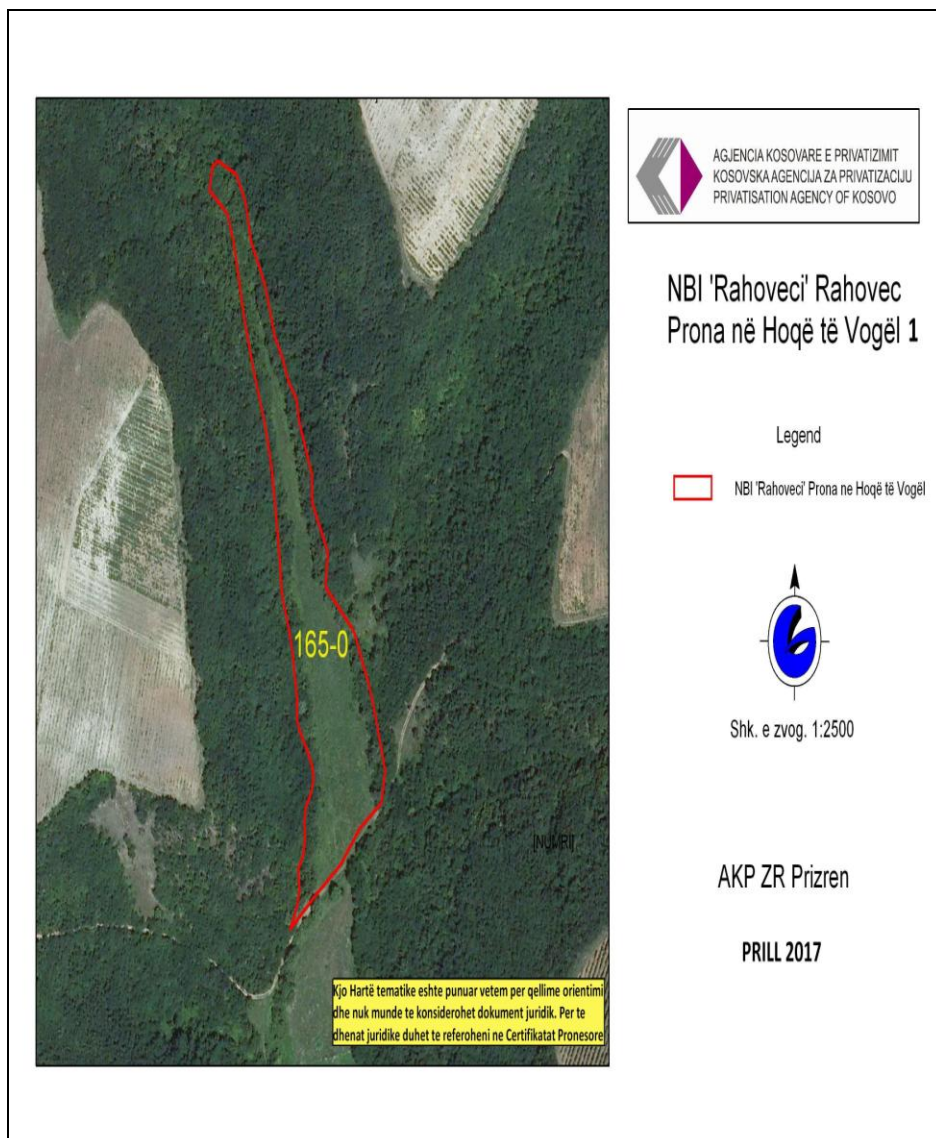 AGJENCIA KOSOVARE E PRIVATIZIMIT
KOSOVSKA AGENCIJA ZA PRIVATIZACIJU
PRIVATISATION AGENCY OF KOSOVO
NBI 'Rahoveci' Rahovec
Prona në Hoqë të Vogël 1
Legend
NBI 'Rahoveci' Prona ne Hoqë të Vogël
Shk. e zvog. 1:2500
AKP ZR Prizren
PRILL 2017
165-0
[NUMRI]
Kjo Hartë tematike eshte punuar vetem per qellime orientimi
dhe nuk munde te konsiderohet dokument juridik. Per te
dhenat juridike duhet te referoheni ne Certifikatat Pronesore